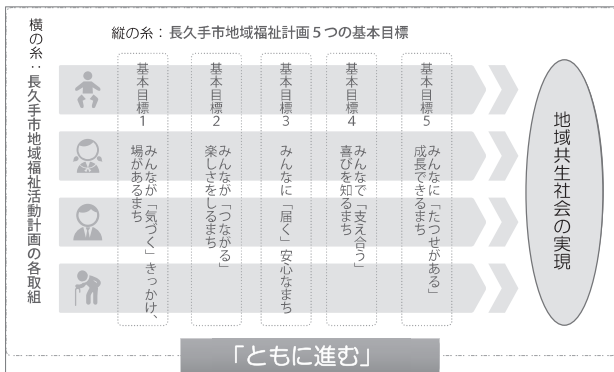 縦の糸：長久手市地域福祉計画５つの基本目標
横の糸：長久手市地域福祉活動計画の各取組
基本目標1
みんなが「気づく」きっかけ、
場があるまち
基本目標2
みんなが「つながる」
楽しさをしるまち
基本目標3
みんなに「届く」安心なまち
基本目標4
みんなで「支え合う」
喜びを知るまち
基本目標5
みんなに「たつせがある」
成長できるまち
地域共生社会の実現
「ともに進む」